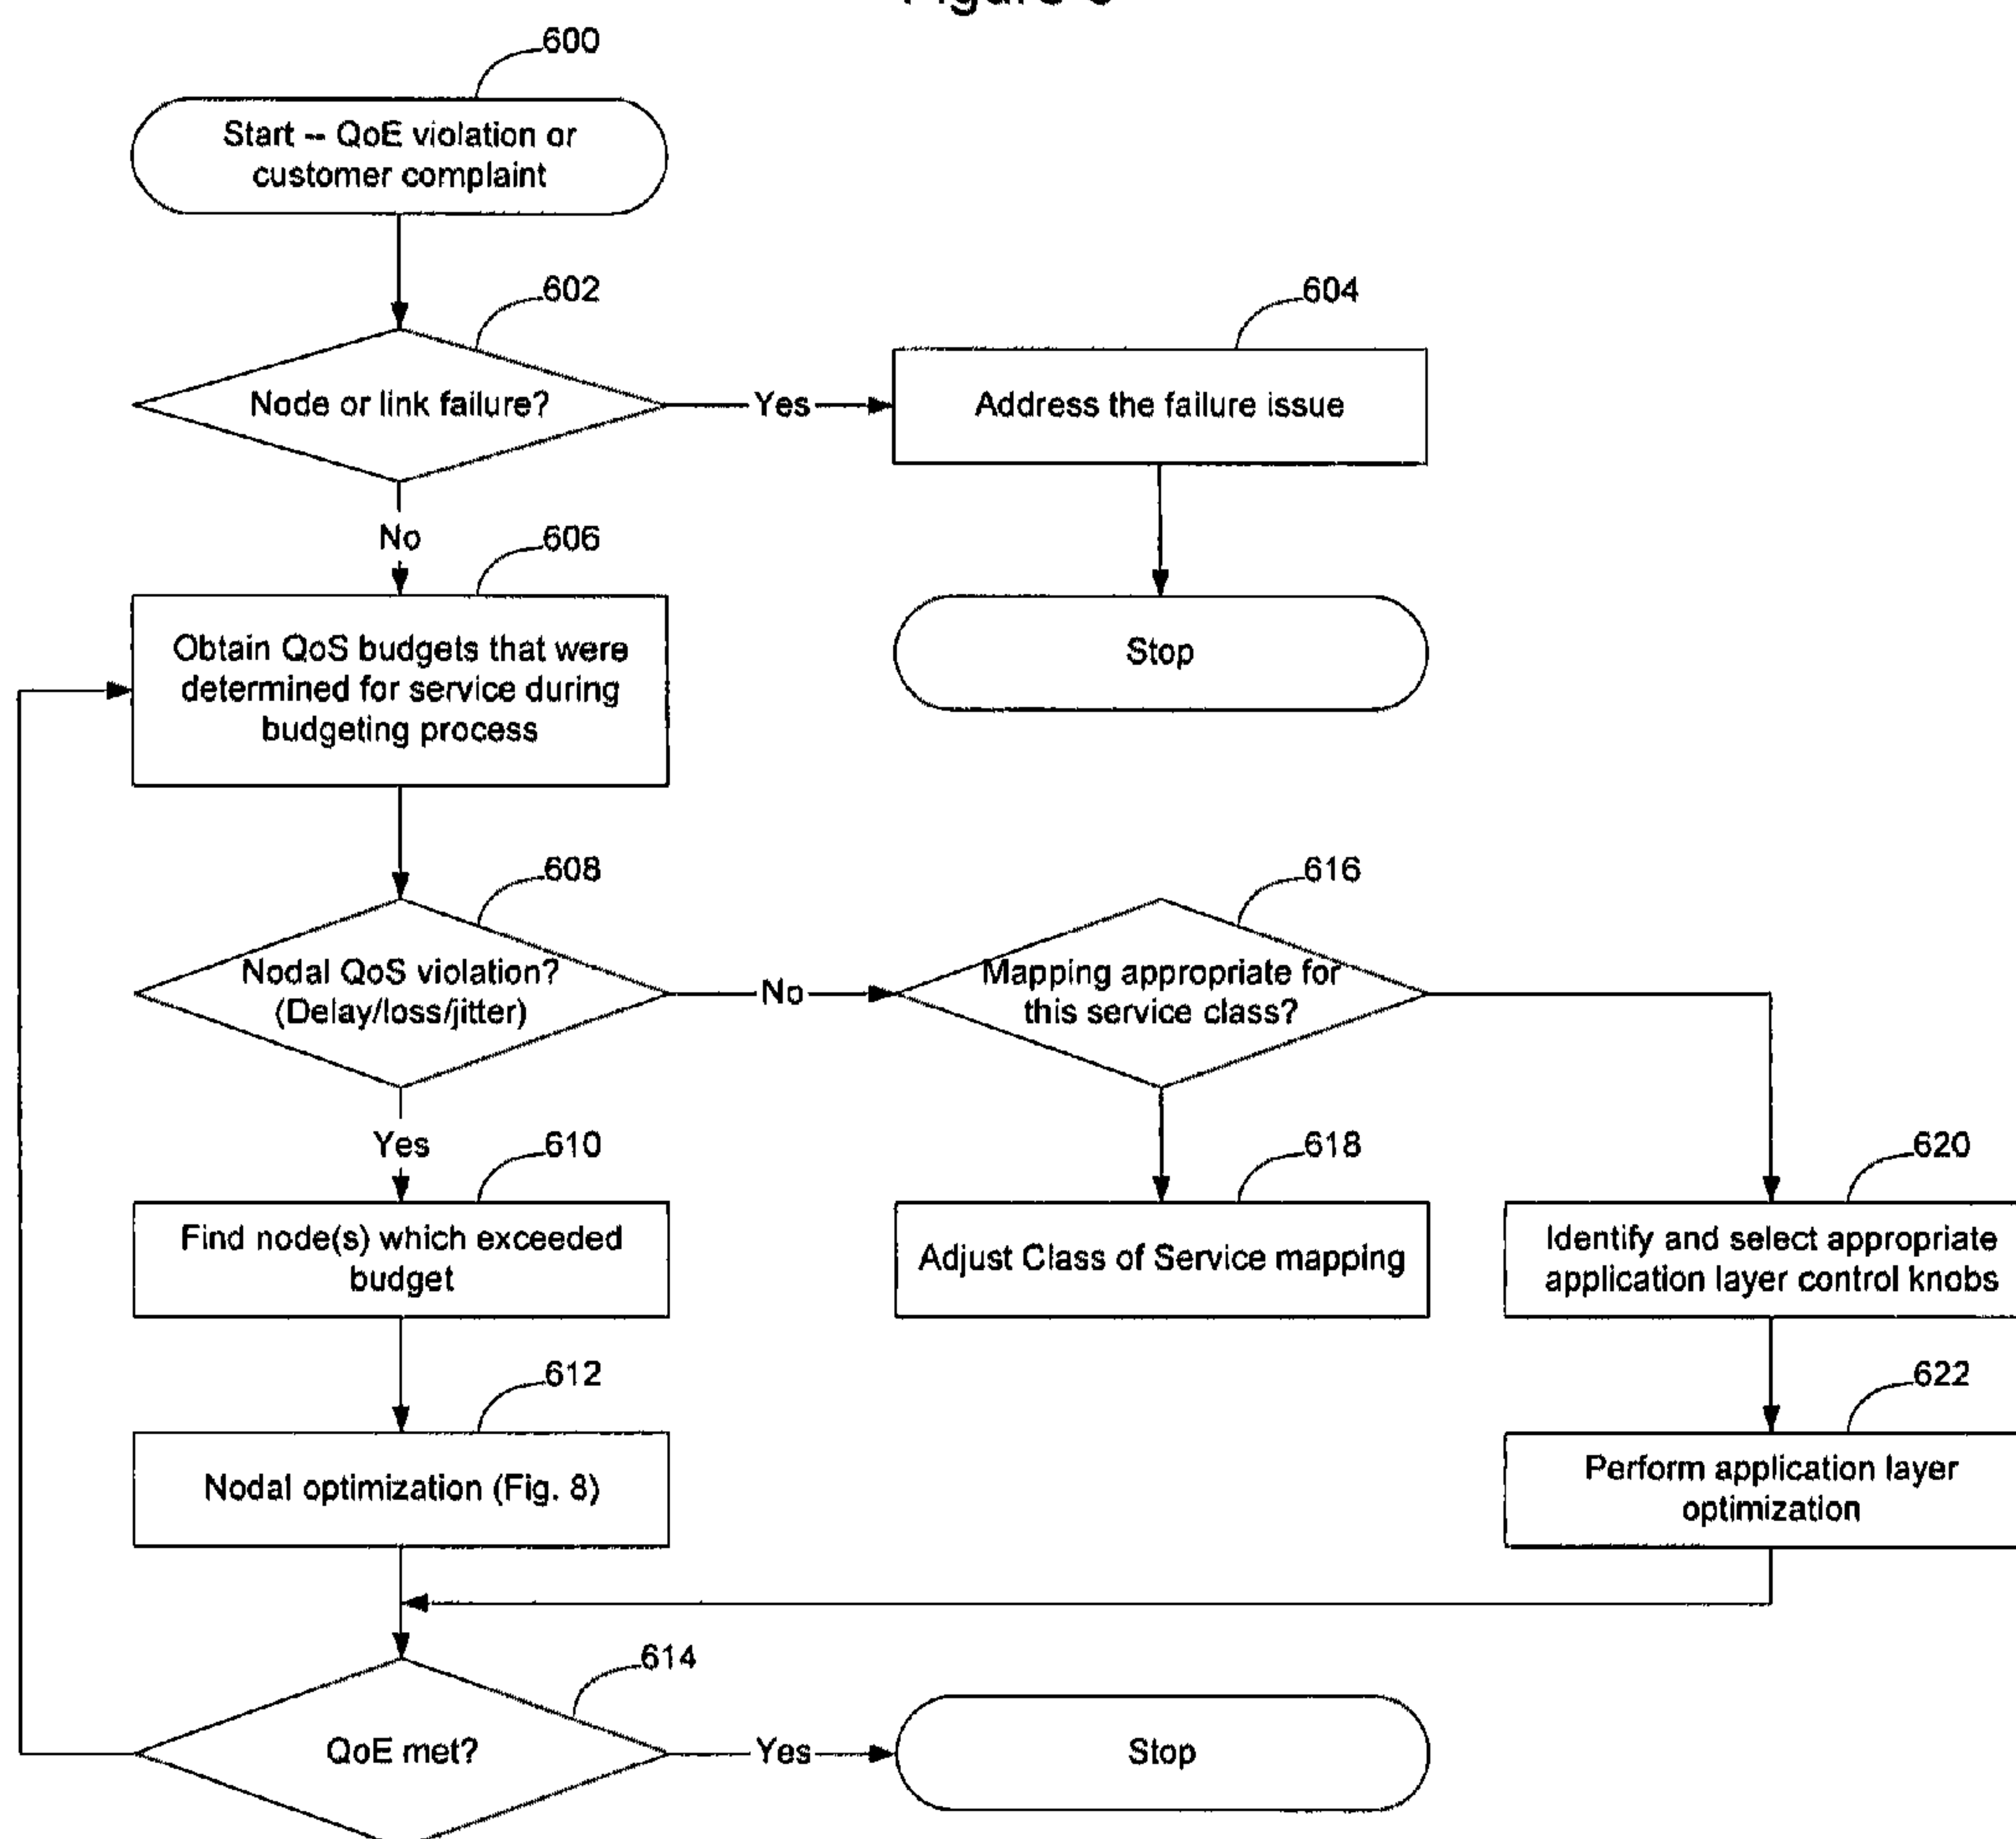 600
Start -- QoE violation or
customer complaint
602
Node or link failure?
Yes
604
Address the failure issue
No
606
Obtain QoS budgets that were
determined for service during
budgeting process
Stop
608
Nodal QoS violation?
(Delay/loss/jitter)
No
616
Mapping appropriate for
this service class?
Yes
610
Find node(s) which exceeded
budget
618
Adjust Class of Service mapping
620
Identify and select appropriate
application layer control knobs
612
Nodal optimization (Fig. 8)
622
Perform application layer
optimization
614
QoE met?
Yes
Stop